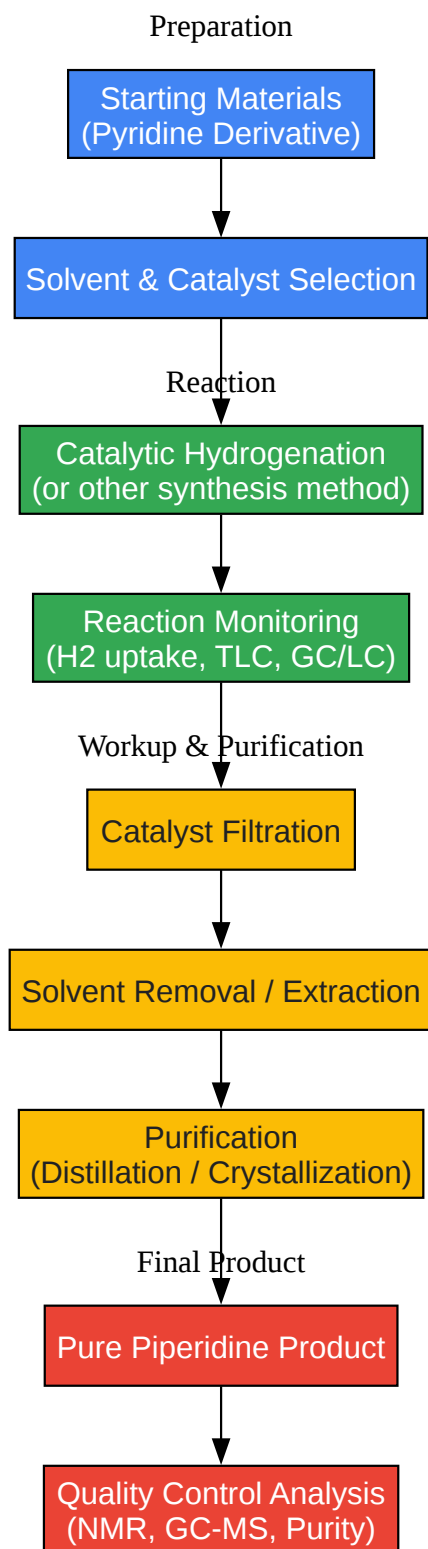 Preparation
Starting Materials
(Pyridine Derivative)
Solvent & Catalyst Selection
Reaction
Catalytic Hydrogenation
(or other synthesis method)
Reaction Monitoring
(H2 uptake, TLC, GC/LC)
Workup & Purification
Catalyst Filtration
Solvent Removal / Extraction
Purification
(Distillation / Crystallization)
Final Product
Pure Piperidine Product
Quality Control Analysis
(NMR, GC-MS, Purity)